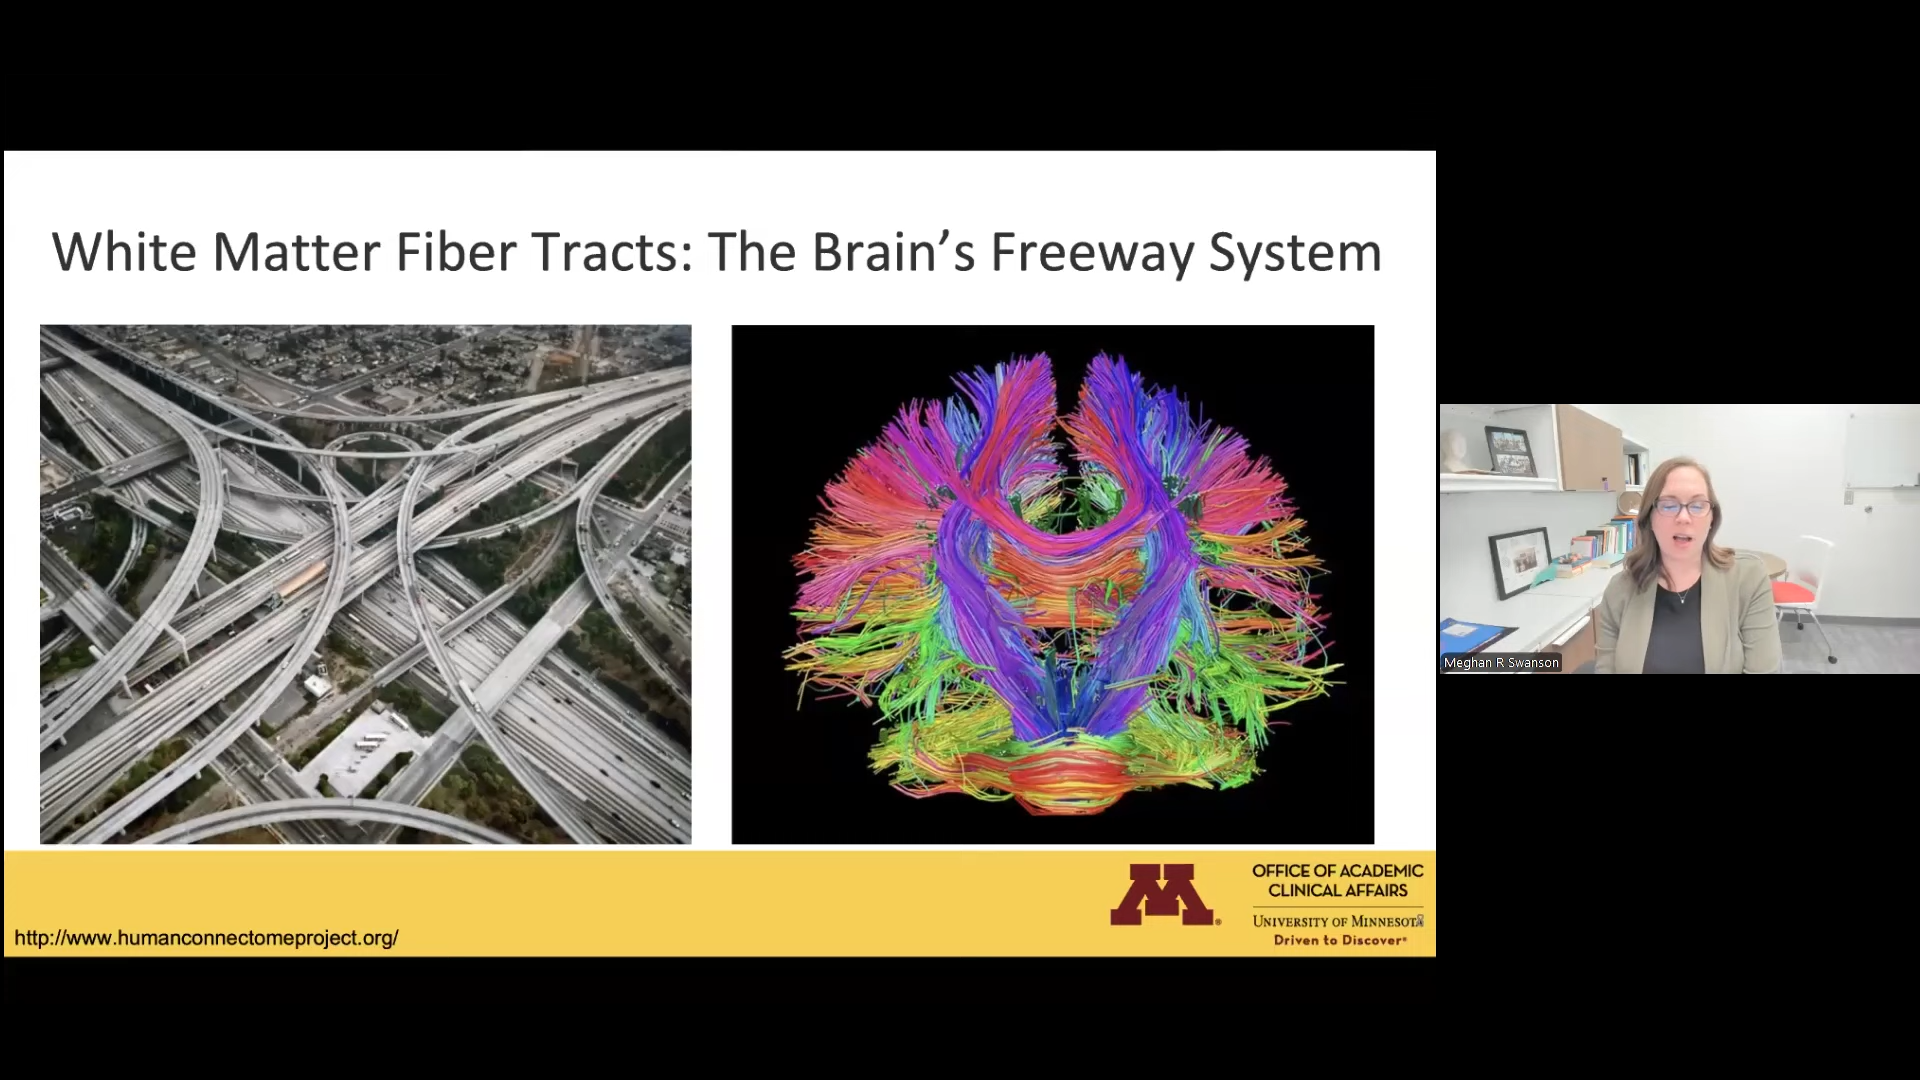 White Matter Fiber Tracts: The Brain’s Freeway System
Meghan R Swanson
OFFICE OF ACADEMIC
CLINICAL AFFAIRS
UNIVERSITY OF MINNESOTA
Driven to Discover®
http://www.humanconnectomeproject.org/